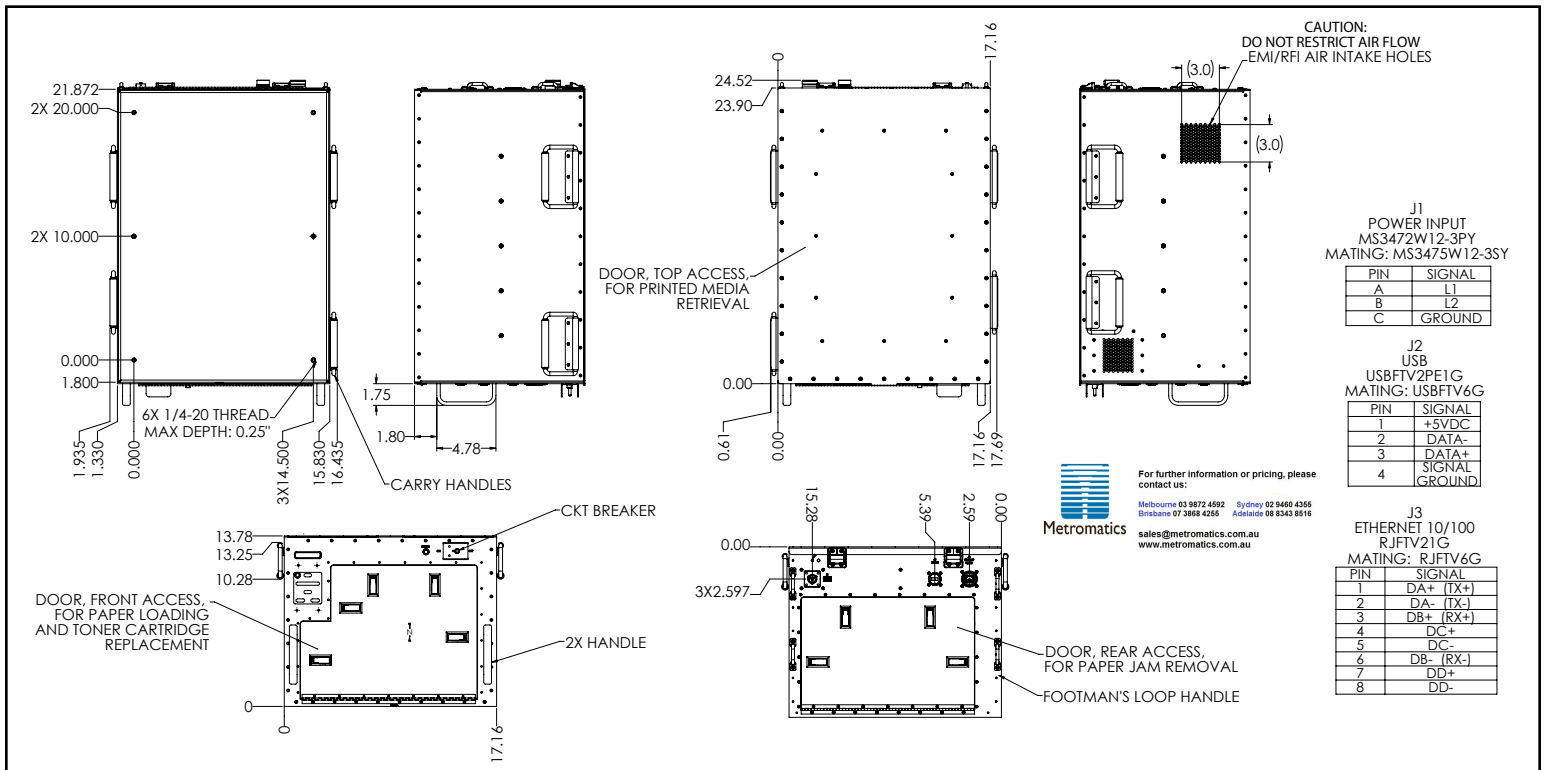 21.872
2X 20.000
2X 10.000
0.000
1.800
6X 1/4-20 THREAD
MAX DEPTH: 0.25"
1.935
1.330
0.000
3X14.500
15.830
16.435
CARRY HANDLES
1.75
1.80
4.78
0
17.16
24.52
23.90
DOOR, TOP ACCESS,
FOR PRINTED MEDIA
RETRIEVAL
0.00
0.61
0.00
17.19
17.69
CAUTION:
DO NOT RESTRICT AIR FLOW
EMI/RFI AIR INTAKE HOLES
(3.0)
(3.0)
J1
POWER INPUT
MS3472W12-3PY
MATING: MS3475W12-3SY
PIN SIGNAL
A L1
B L2
C GROUND
J2
USB
USBFTV2PE1G
MATING: USBFTV6G
PIN SIGNAL
1 +5VDC
2 DATA-
3 DATA+
4 SIGNAL
GROUND
J3
ETHERNET 10/100
RJFTV21G
MATING: RJFTV6G
PIN SIGNAL
1 DA+ (TX+)
2 DA- (TX-)
3 DB+ (RX+)
4 DC+
5 DC-
6 DB- (RX-)
7 DD+
8 DD-
13.78
13.25
10.28
CKT BREAKER
DOOR, FRONT ACCESS,
FOR PAPER LOADING
AND TONER CARTRIDGE
REPLACEMENT
2X HANDLE
0
0
17.16
15.28
5.39
2.59
0.00
0.00
3X2.597
DOOR, REAR ACCESS,
FOR PAPER JAM REMOVAL
FOOTMAN'S LOOP HANDLE
Metromatics
For further information or pricing, please
contact us:
Melbourne 03 9872 4592 Sydney 02 9460 4355
Brisbane 07 3868 4255 Adelaide 08 8343 8516
sales@metromatics.com.au
www.metromatics.com.au